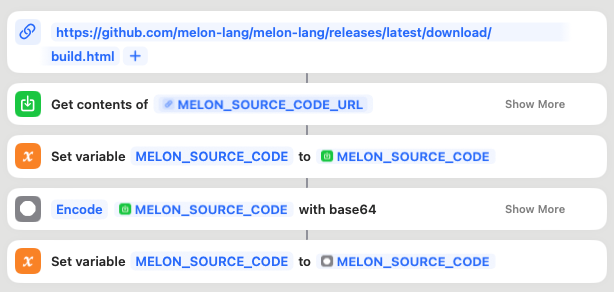 https://github.com/melon-lang/melon-lang/releases/latest/download/
build.html +
Get contents of MELON_SOURCE_CODE_URL Show More
Set variable MELON_SOURCE_CODE to MELON_SOURCE_CODE
Encode MELON_SOURCE_CODE with base64 Show More
Set variable MELON_SOURCE_CODE to MELON_SOURCE_CODE